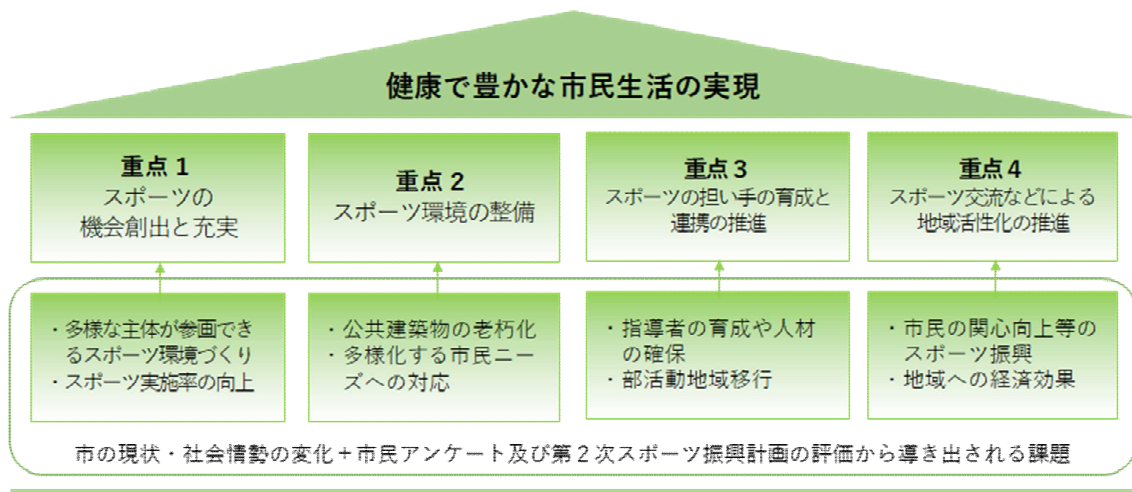 健康で豊かな市民生活の実現
重点１
スポーツの
機会創出と充実
重点２
スポーツ環境の整備
重点３
スポーツの担い手の育成と
連携の推進
重点４
スポーツ交流などによる
地域活性化の推進
・多様な主体が参画でき
るスポーツ環境づくり
・スポーツ実施率の向上
・公共建築物の老朽化
・多様化する市民ニー
ズへの対応
・指導者の育成や人材
の確保
・部活動地域移行
・市民の関心向上等の
スポーツ振興
・地域への経済効果
市の現状・社会情勢の変化＋市民アンケート及び第２次スポーツ振興計画の評価から導き出される課題